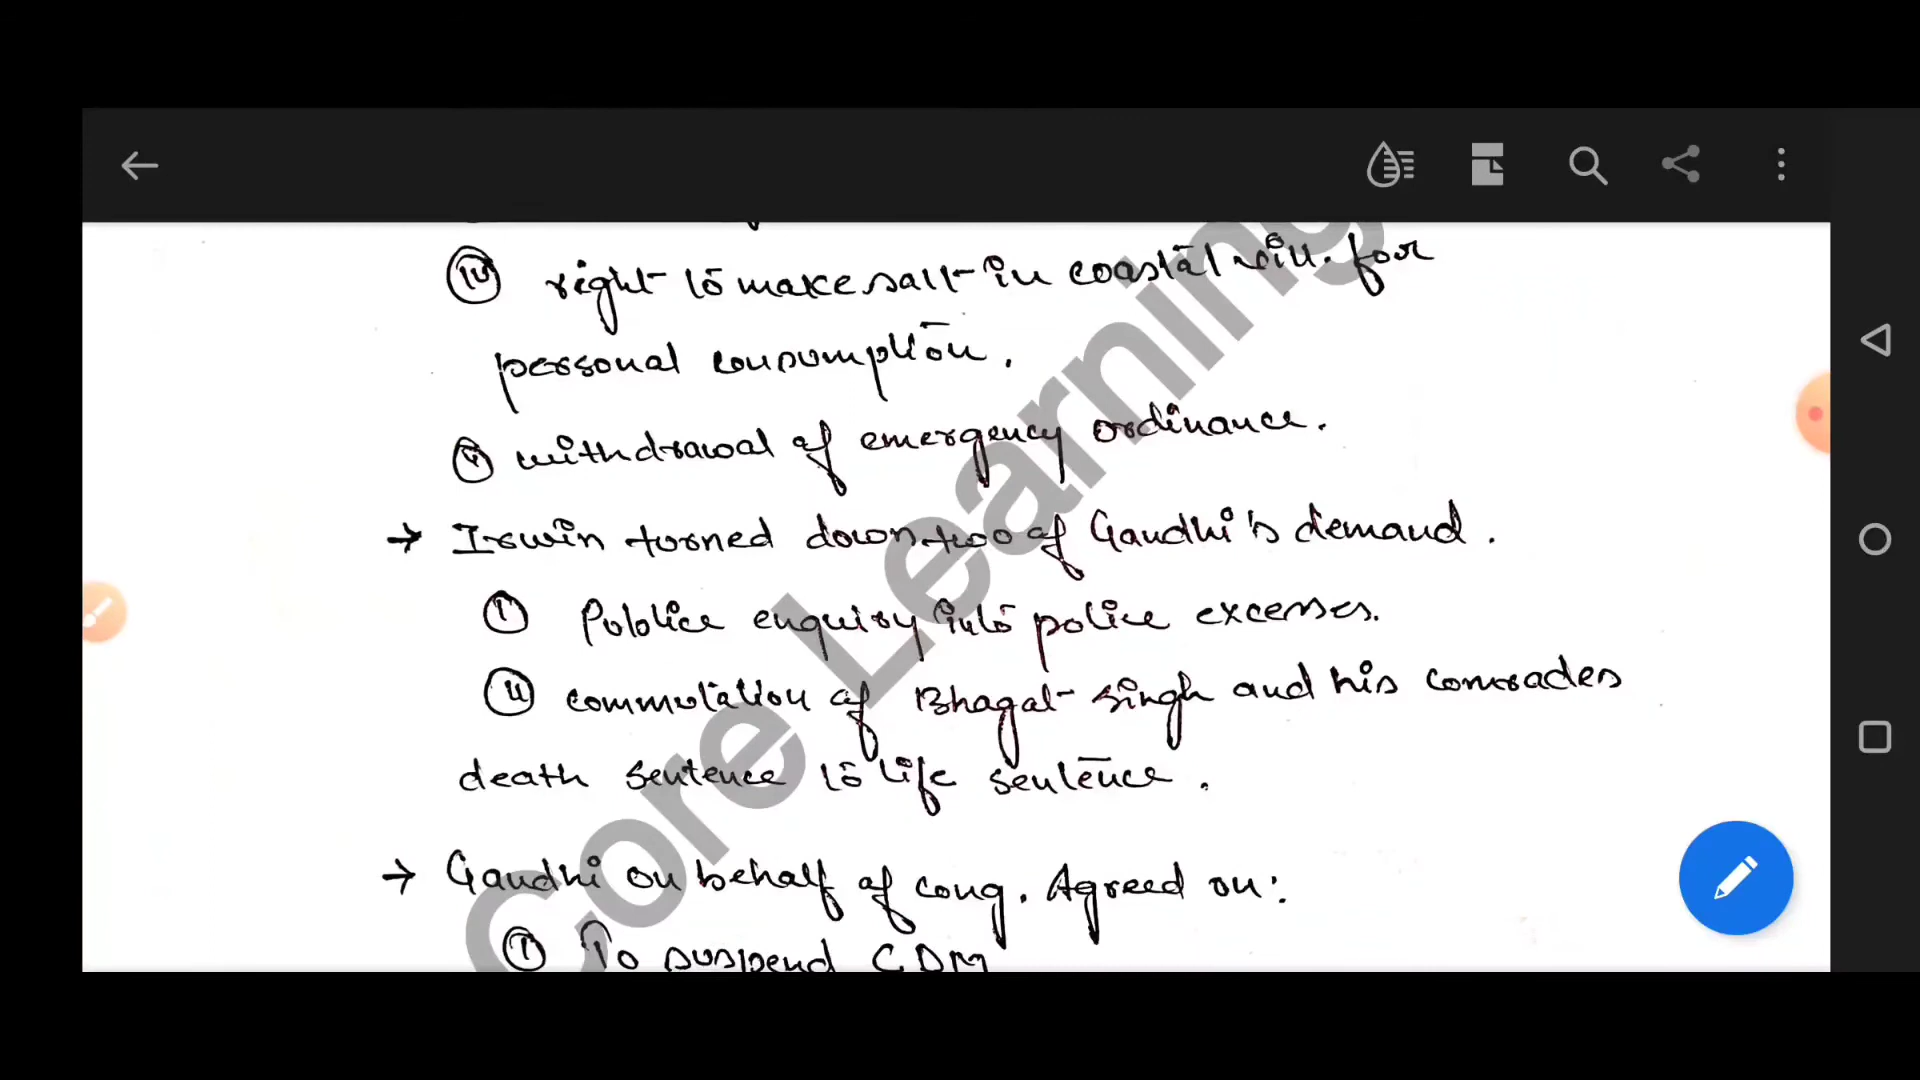 (iv) right to make salt in coastal vill. for
personal consumption.
(v) withdrawal of emergency ordinance.
→ Irwin turned down two of Gandhi's demand.
(i) Public enquiry into police excesses.
(ii) commutation of Bhagat Singh and his comrades
death sentence to life sentence.
→ Gandhi on behalf of cong. Agreed on:
(i) To suspend CDM
Core Learning